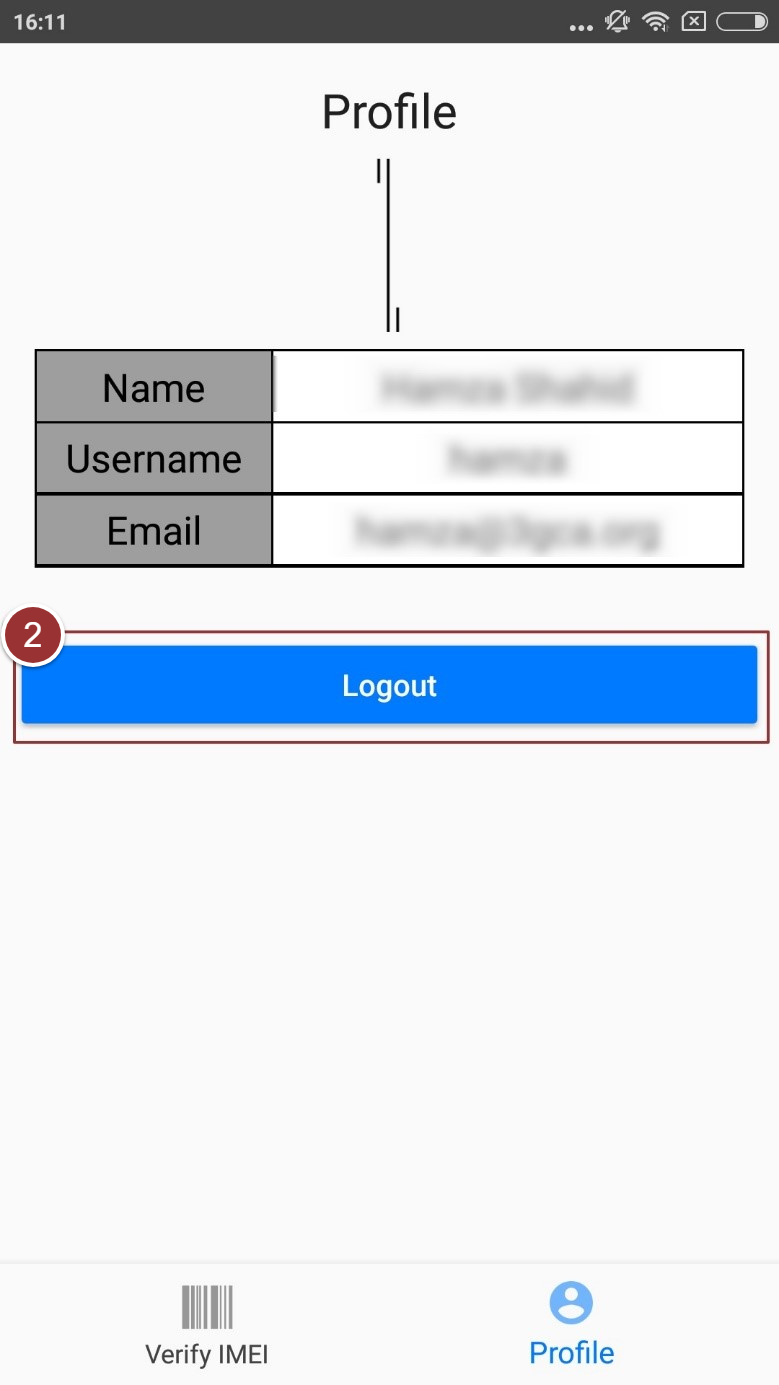 16:11
Profile
Name
Username
Email
2
Logout
Verify IMEI
Profile